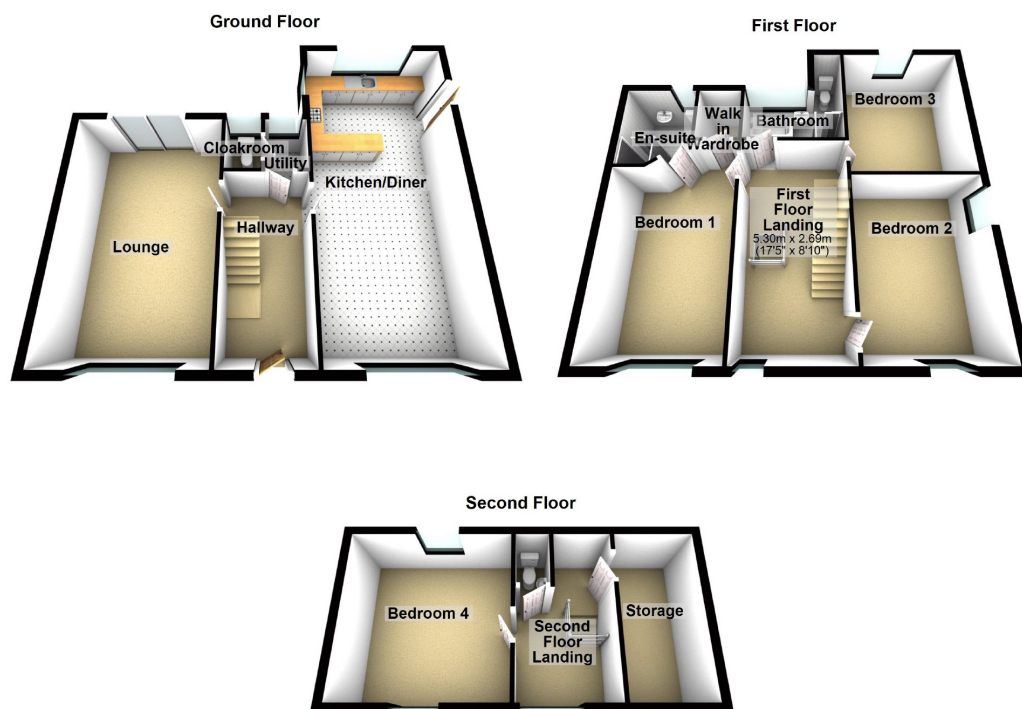 Ground Floor
Cloakroom
Utility
Kitchen/Diner
Hallway
Lounge
First Floor
Bedroom 3
Walk
in
Wardrobe
Bathroom
En-suite
Bedroom 1
First
Floor
Landing
5.30m x 2.69m
(17'5" x 8'10")
Bedroom 2
Second Floor
Bedroom 4
Second
Floor
Landing
Storage